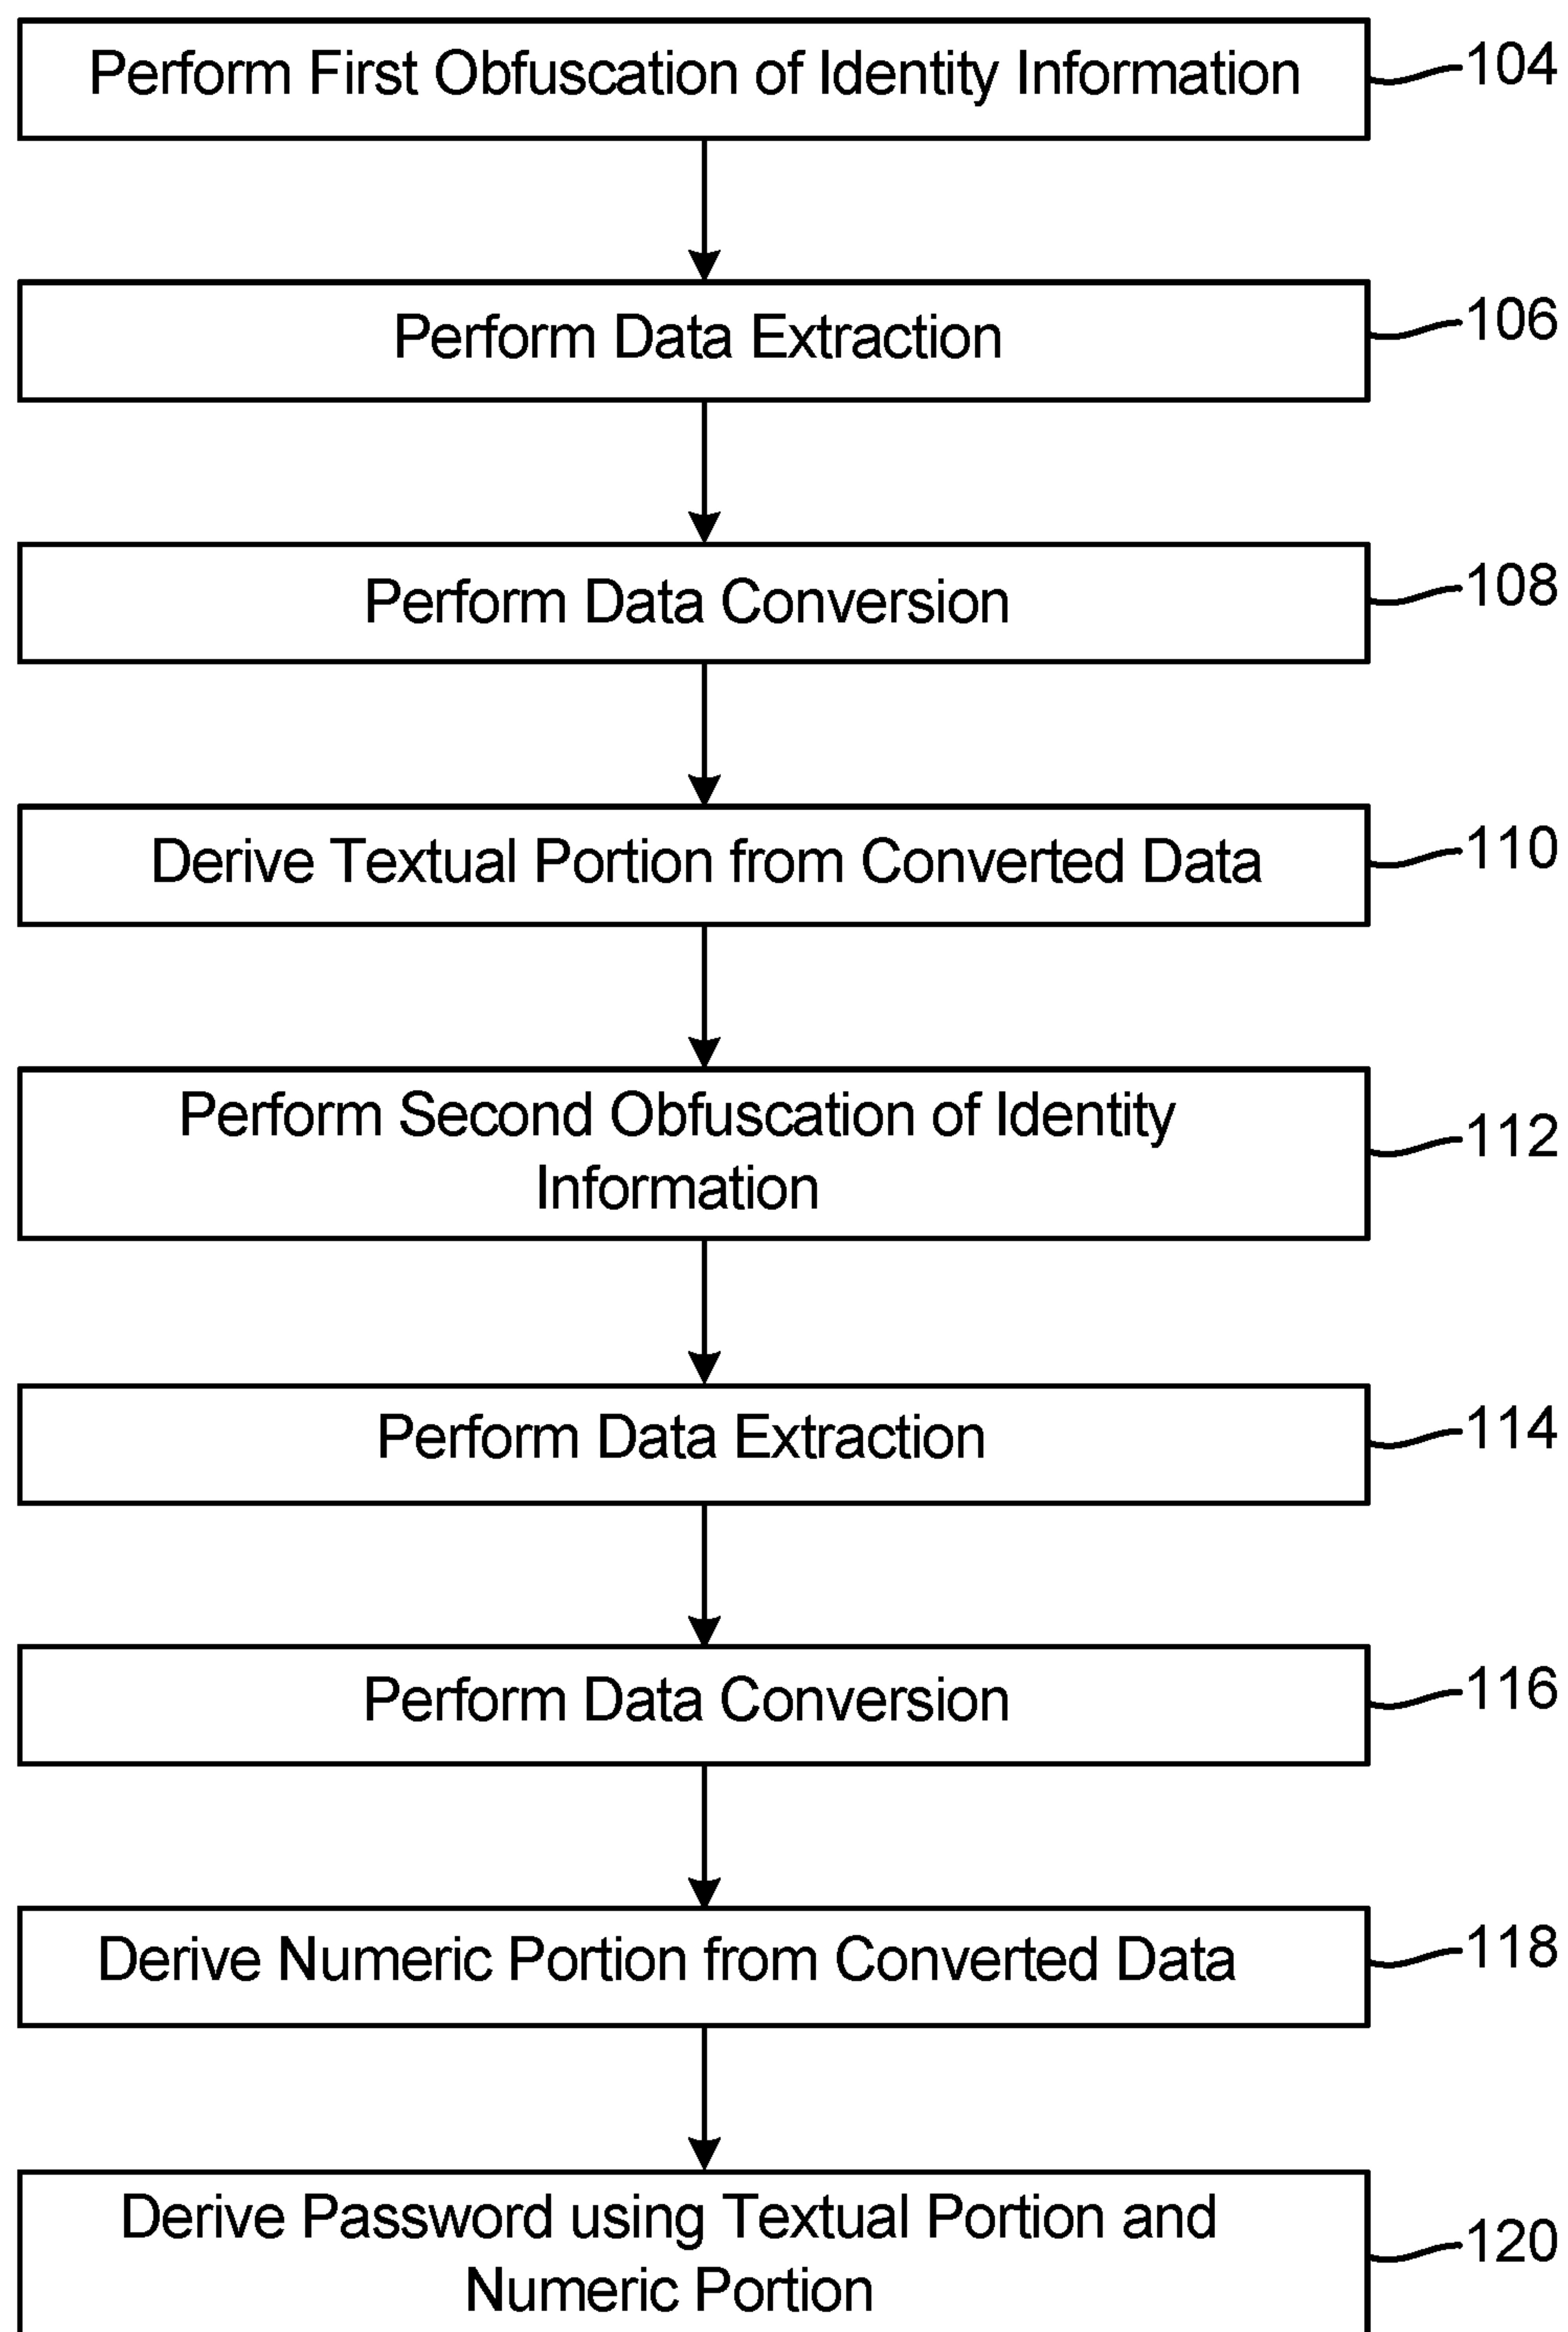 Perform First Obfuscation of Identity Information
104
Perform Data Extraction
106
Perform Data Conversion
108
Derive Textual Portion from Converted Data
110
Perform Second Obfuscation of Identity
Information
112
Perform Data Extraction
114
Perform Data Conversion
116
Derive Numeric Portion from Converted Data
118
Derive Password using Textual Portion and
Numeric Portion
120